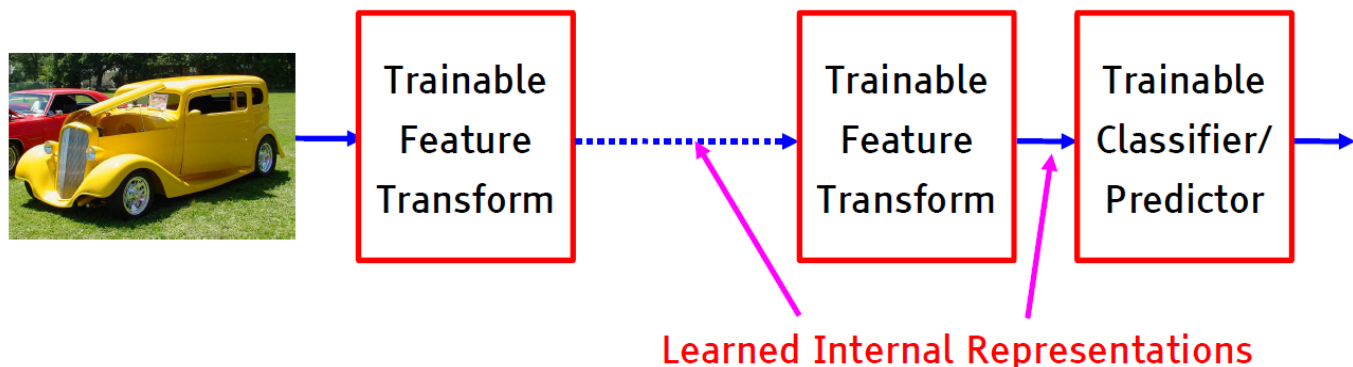 Trainable
Feature
Transform
Trainable
Feature
Transform
Trainable
Classifier/
Predictor
Learned Internal Representations